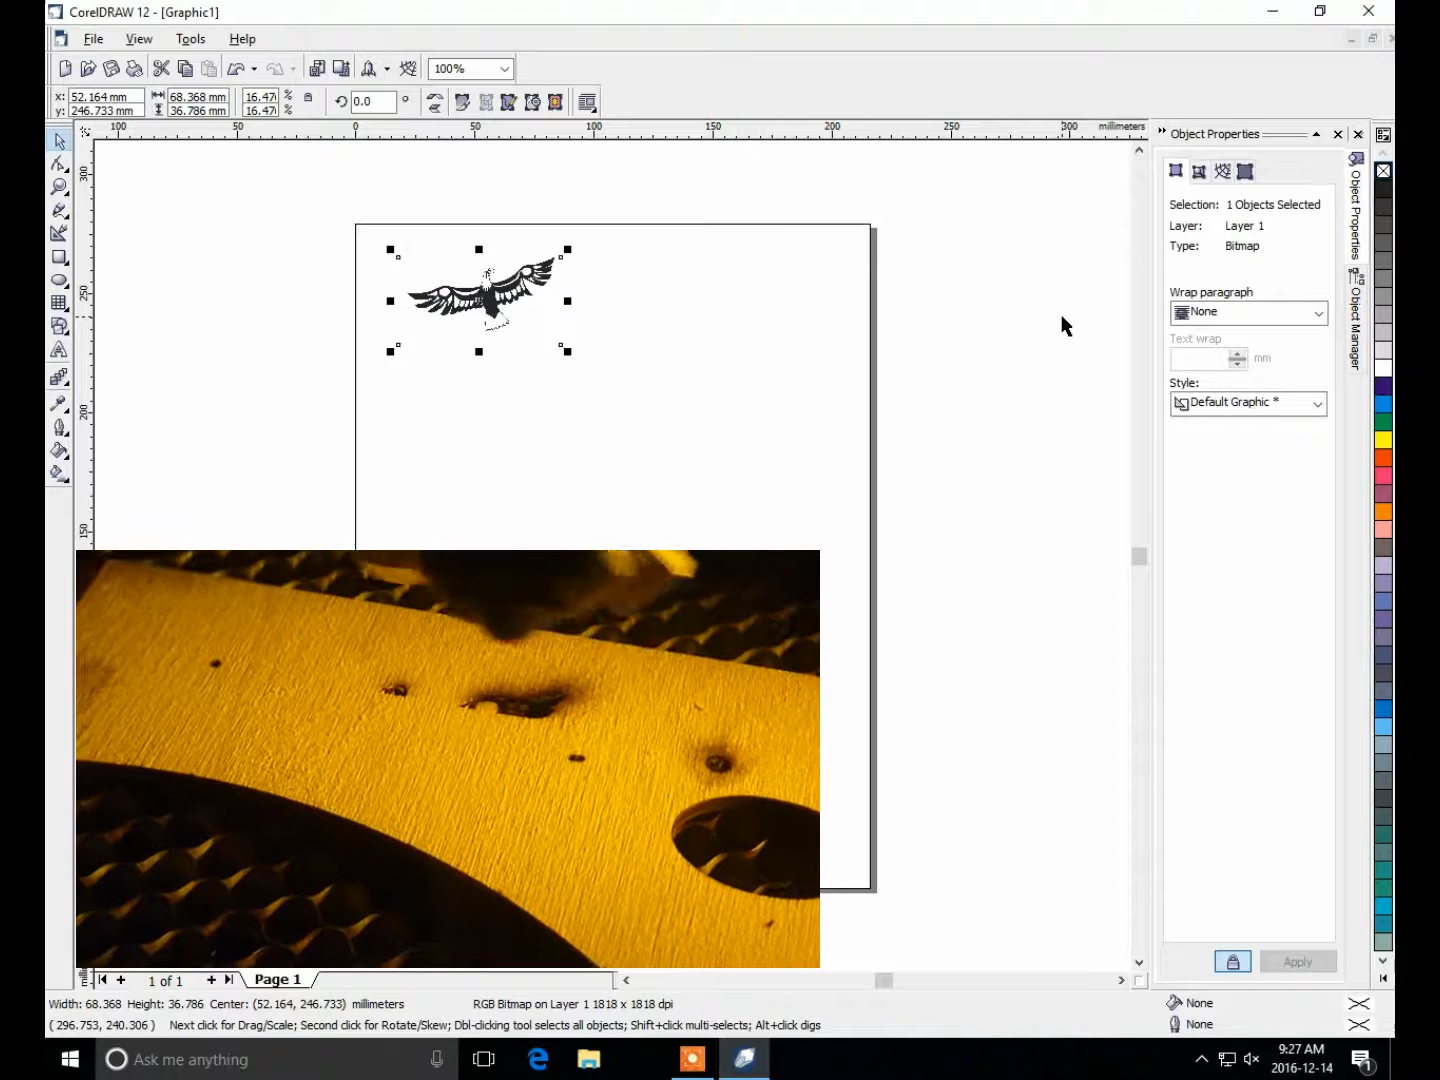 CorelDRAW 12 - [Graphic1]
File View Tools Help
100%
x: 52.164 mm 68.368 mm %
y: 246.733 mm 36.786 mm %
0.0 °
100 50 0 50 100 150 200 250 300 millimeters
300
250
200
150
Object Properties
Selection: 1 Objects Selected
Layer: Layer 1
Type: Bitmap
Wrap paragraph
None
Text wrap
mm
Style:
Default Graphic *
Apply
Object Properties
Object Manager
1 of 1 Page 1
Width: 68.368 Height: 36.786 Center: (52.164, 246.733) millimeters RGB Bitmap on Layer 1 1818 x 1818 dpi None
( 296.753, 240.306 ) Next click for Drag/Scale; Second click for Rotate/Skew; Dbl-clicking tool selects all objects; Shift+click multi-selects; Alt+click digs None
Ask me anything
9:27 AM
2016-12-14
1